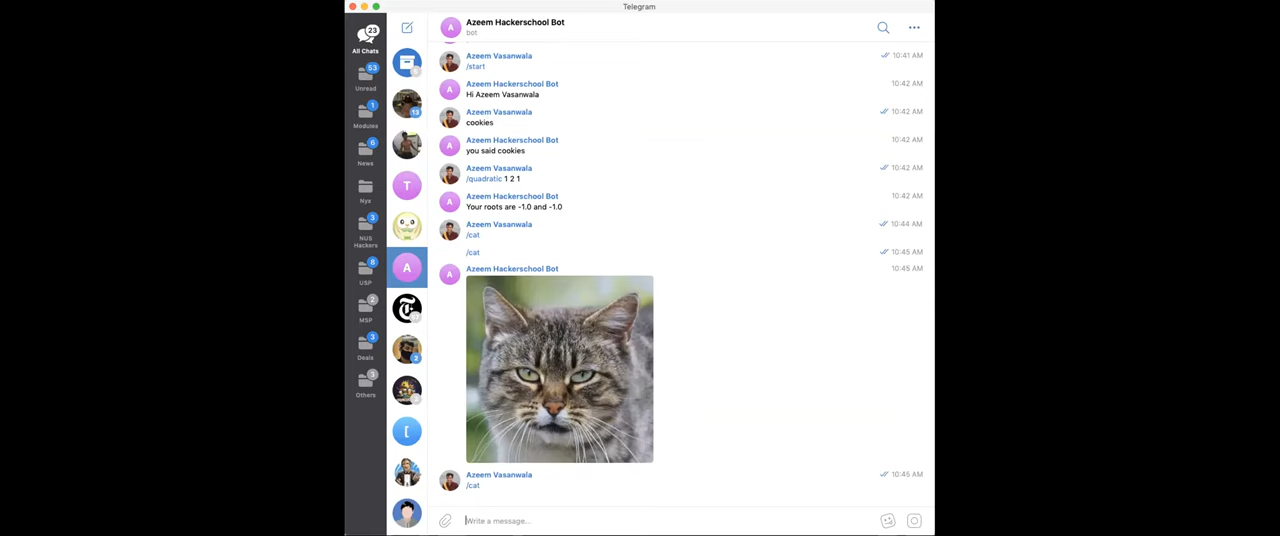 Telegram
23
All Chats
53
Unread
1
Modules
6
News
Nyx
3
NUS
Hackers
8
USP
2
MSP
3
Deals
3
Others
13
T
A
2
[
A
Azeem Hackerschool Bot
bot
Azeem Vasanwala
10:41 AM
/start
A
Azeem Hackerschool Bot
10:42 AM
Hi Azeem Vasanwala
Azeem Vasanwala
10:42 AM
cookies
A
Azeem Hackerschool Bot
10:42 AM
you said cookies
Azeem Vasanwala
10:42 AM
/quadratic 1 2 1
A
Azeem Hackerschool Bot
10:42 AM
Your roots are -1.0 and -1.0
Azeem Vasanwala
10:44 AM
/cat
/cat
10:45 AM
A
Azeem Hackerschool Bot
10:45 AM
Azeem Vasanwala
10:45 AM
/cat
Write a message...